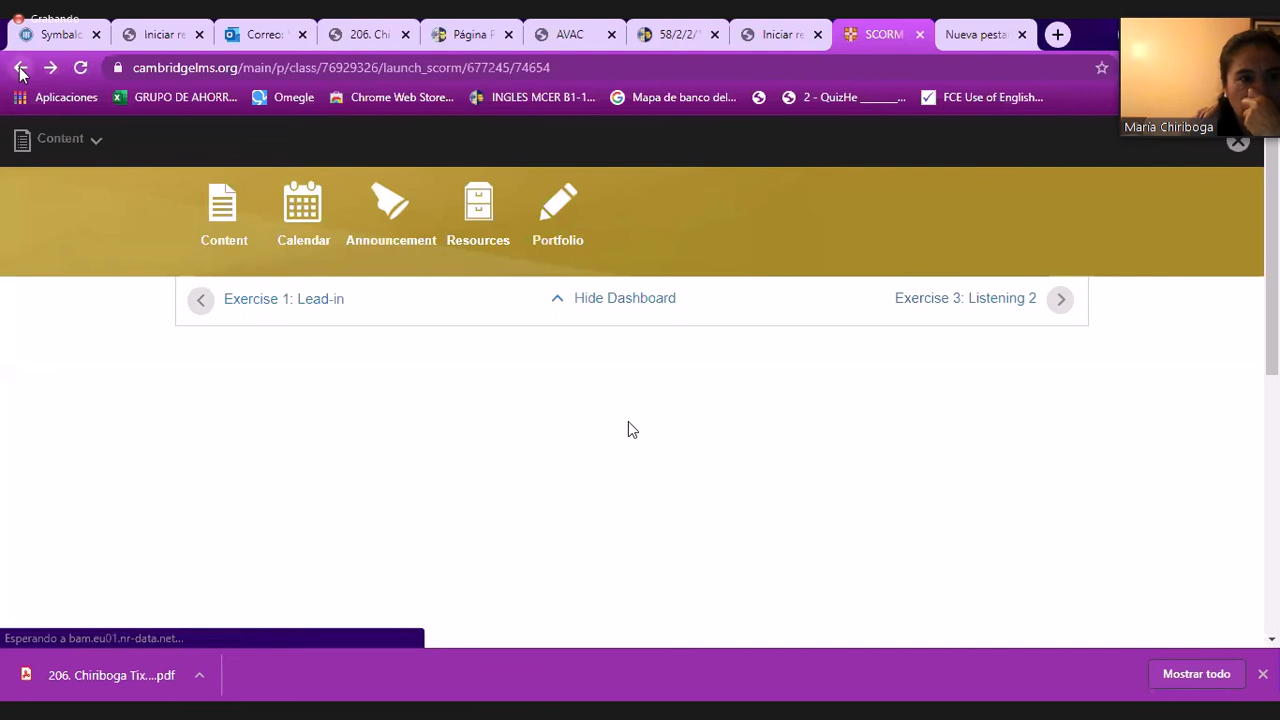 Grabando
Symbalc
Iniciar re
Correo:
206. Chi
Página P
AVAC
58/2/2/
Iniciar re
SCORM
Nueva pesta
cambridgelms.org/main/p/class/76929326/launch_scorm/677245/74654
Aplicaciones
GRUPO DE AHORR...
Omegle
Chrome Web Store...
INGLES MCER B1-1...
Mapa de banco del...
2 - QuizHe ______...
FCE Use of English...
María Chiriboga
Content
Content
Calendar
Announcement
Resources
Portfolio
Exercise 1: Lead-in
Hide Dashboard
Exercise 3: Listening 2
Esperando a bam.eu01.nr-data.net...
206. Chiriboga Tix....pdf
Mostrar todo